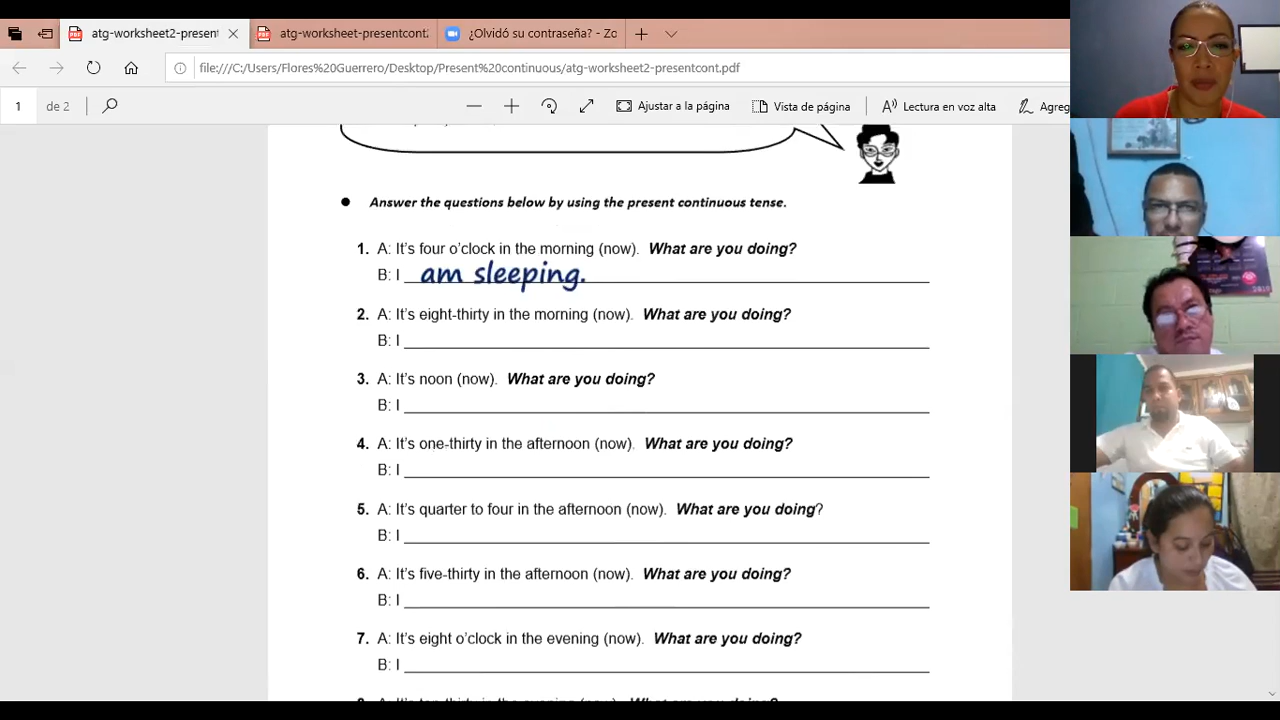 atg-worksheet2-present
atg-worksheet-presentcont2
¿Olvidó su contraseña? - Zo
file:///C:/Users/Flores%20Guerrero/Desktop/Present%20continuous/atg-worksheet2-presentcont.pdf
1 de 2 Ajustar a la página Vista de página Lectura en voz alta Agreg
Answer the questions below by using the present continuous tense.
1. A: It's four o'clock in the morning (now). What are you doing?
B: I am sleeping.
2. A: It's eight-thirty in the morning (now). What are you doing?
B: I
3. A: It's noon (now). What are you doing?
B: I
4. A: It's one-thirty in the afternoon (now). What are you doing?
B: I
5. A: It's quarter to four in the afternoon (now). What are you doing?
B: I
6. A: It's five-thirty in the afternoon (now). What are you doing?
B: I
7. A: It's eight o'clock in the evening (now). What are you doing?
B: I